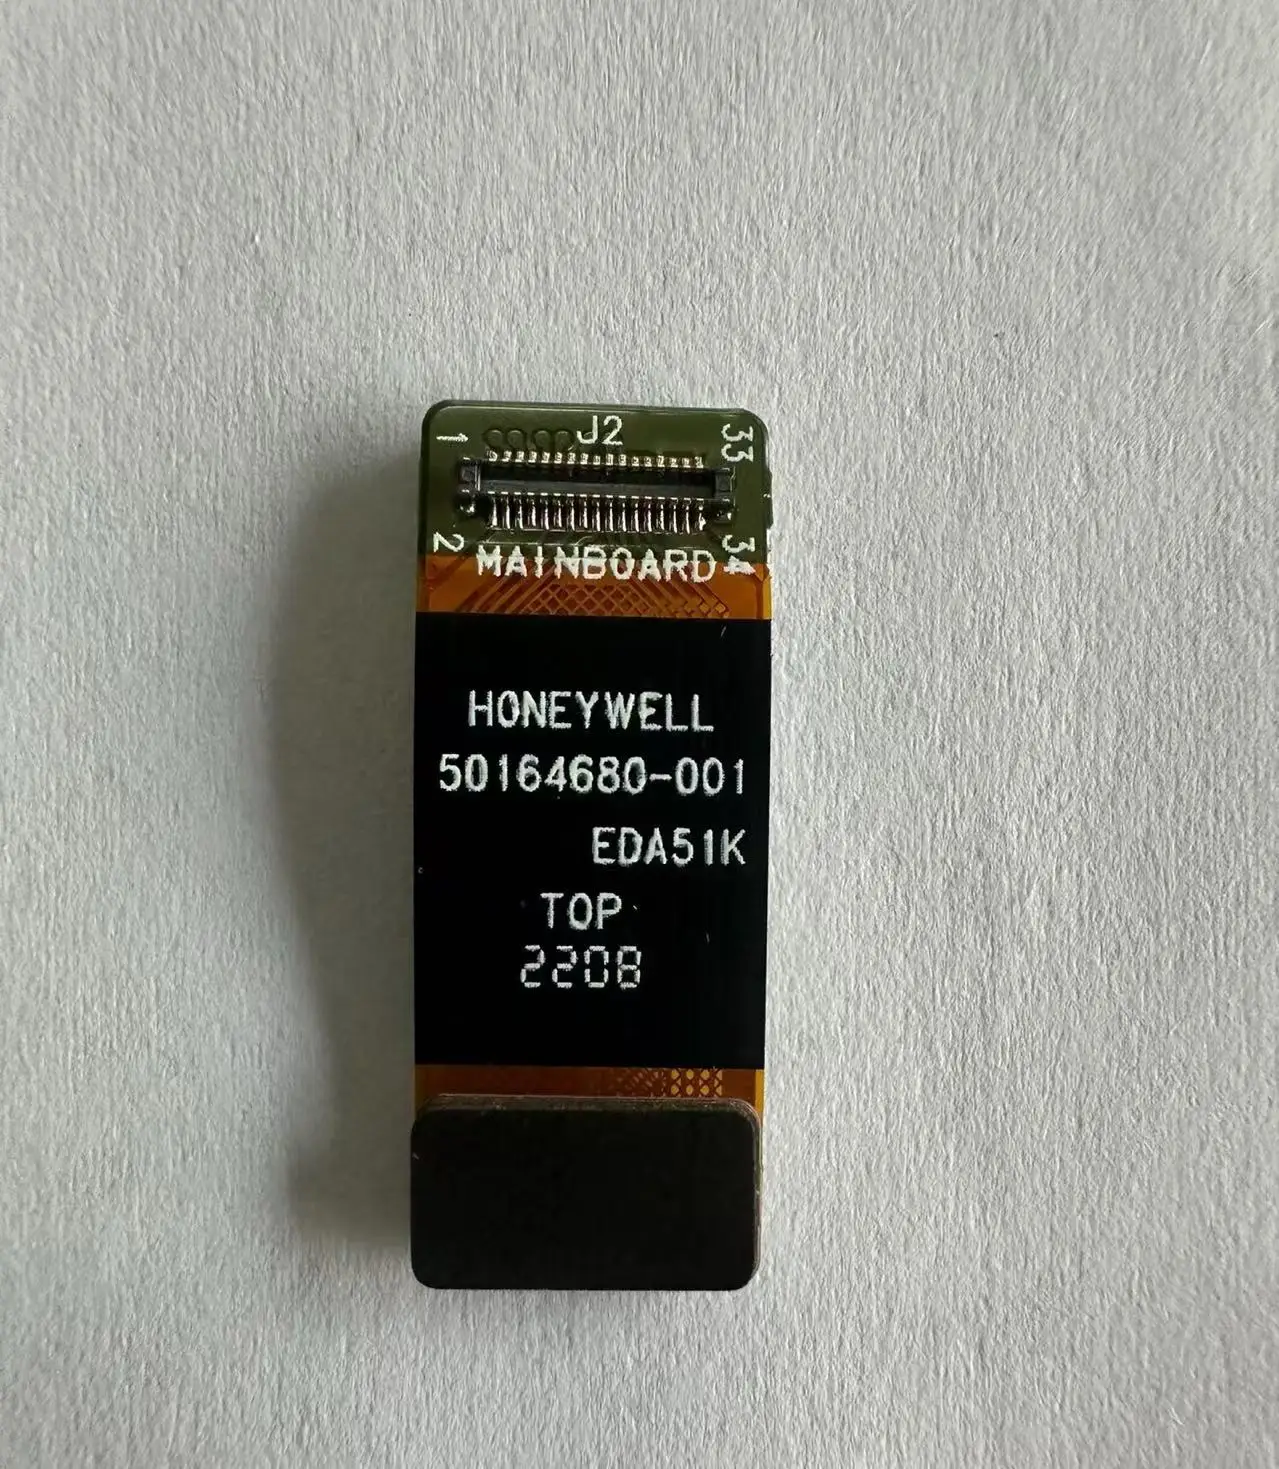 J2
1 33
2 34
MAINBOARD
HONEYWELL
50164680-001
EDA51K
TOP
2208